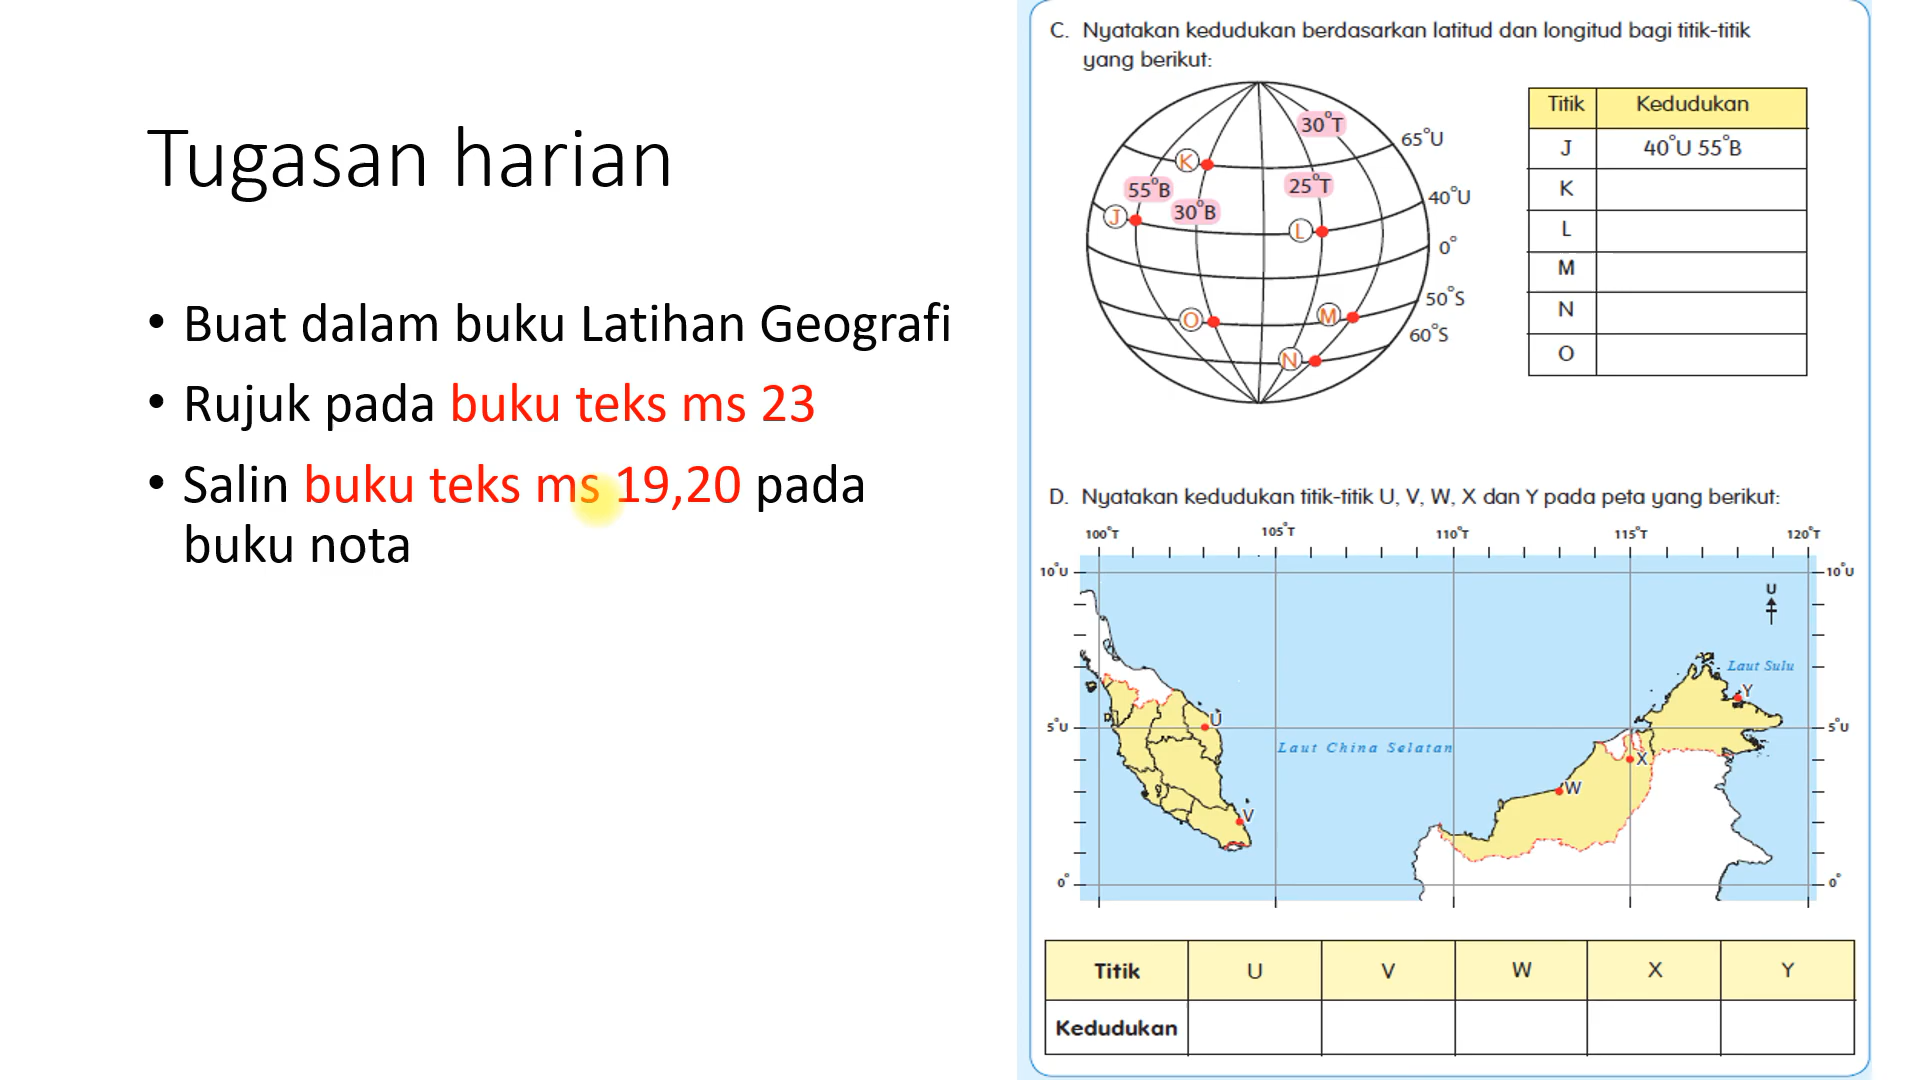 Tugasan harian
• Buat dalam buku Latihan Geografi
• Rujuk pada buku teks ms 23
• Salin buku teks ms 19,20 pada
buku nota
C. Nyatakan kedudukan berdasarkan latitud dan longitud bagi titik-titik
yang berikut:
30°T
65°U
K
55°B
25°T
40°U
J
30°B
L
0°
50°S
O
M
60°S
N
Titik Kedudukan
J 40°U 55°B
K
L
M
N
O
D. Nyatakan kedudukan titik-titik U, V, W, X dan Y pada peta yang berikut:
100°T 105°T 110°T 115°T 120°T
10°U 10°U
U
Laut Sulu
Y
U
5°U 5°U
Laut China Selatan
X
W
V
0° 0°
Titik U V W X Y
Kedudukan